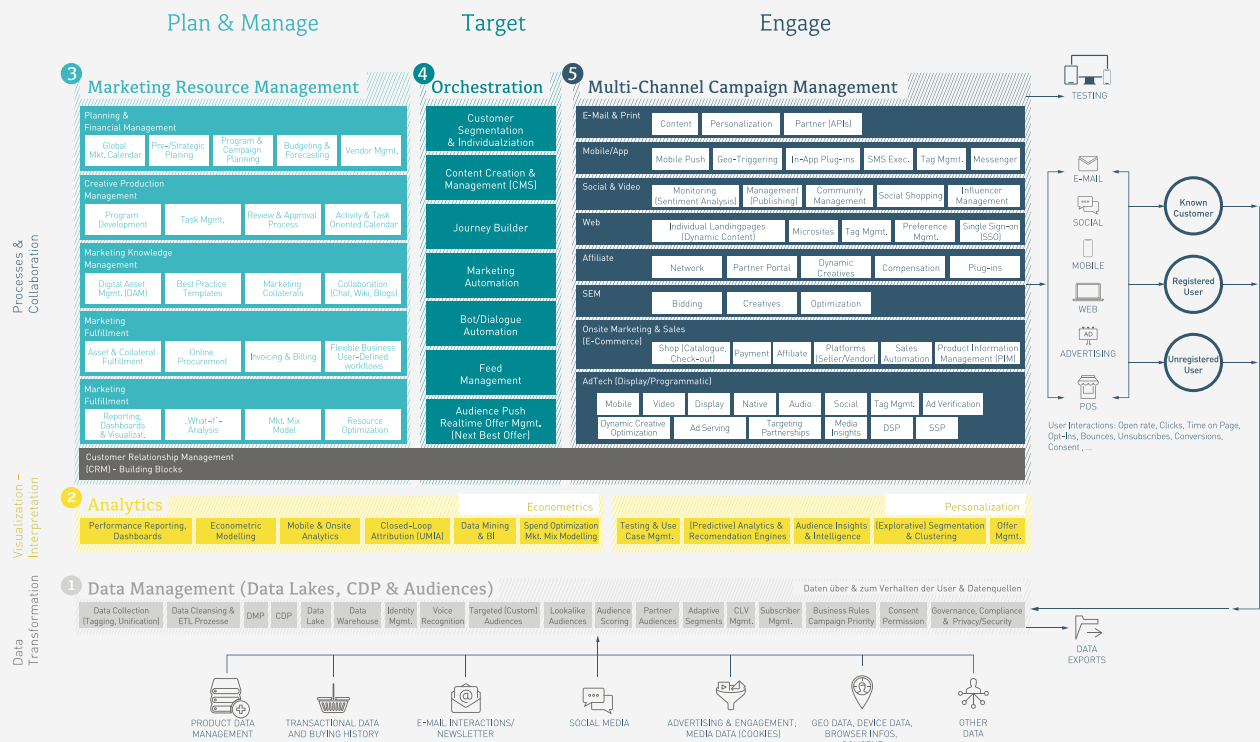 Plan & Manage
Target
Engage
3
Marketing Resource Management
4
Orchestration
5
Multi-Channel Campaign Management
Processes &
Collaboration
Planning &
Financial Management
Global
Mkt. Calendar
Pre-/Strategic
Planing
Program &
Campaign
Planning
Budgeting &
Forecasting
Vendor Mgmt.
Creative Production
Management
Program
Development
Task Mgmt.
Review & Approval
Process
Activity & Task
Oriented Calendar
Marketing Knowledge
Management
Digital Asset
Mgmt. (DAM)
Best Practice
Templates
Marketing
Collaterals
Collaboration
(Chat, Wiki, Blogs)
Marketing
Fulfillment
Asset & Collateral
Fulfillment
Online
Procurement
Invoicing & Billing
Flexible Business
User-Defined
workflows
Marketing
Fulfillment
Reporting,
Dashboards
& Visualizat.
„What-if“-
Analysis
Mkt. Mix
Model
Resource
Optimization
Customer
Segmentation
& Individualziation
Content Creation &
Management (CMS)
Journey Builder
Marketing
Automation
Bot/Dialogue
Automation
Feed
Management
Audience Push
Realtime Offer Mgmt.
(Next Best Offer)
E-Mail & Print
Content
Personalization
Partner (APIs)
Mobile/App
Mobile Push
Geo-Triggering
In-App Plug-ins
SMS Exec.
Tag Mgmt.
Messenger
Social & Video
Monitoring
(Sentiment Analysis)
Management
(Publishing)
Community
Management
Social Shopping
Influencer
Management
Web
Individual Landingpages
(Dynamic Content)
Microsites
Tag Mgmt.
Preference
Mgmt.
Single Sign-on
(SSO)
Affiliate
Network
Partner Portal
Dynamic
Creatives
Compensation
Plug-ins
SEM
Bidding
Creatives
Optimization
Onsite Marketing & Sales
(E-Commerce)
Shop (Catalogue,
Check-out)
Payment
Affiliate
Platforms
(Seller/Vendor)
Sales
Automation
Product Information
Management (PIM)
AdTech (Display/Programmatic)
Mobile
Video
Display
Native
Audio
Social
Tag Mgmt.
Ad Verification
Dynamic Creative
Optimization
Ad Serving
Targeting
Partnerships
Media
Insights
DSP
SSP
Customer Relationship Management
(CRM) – Building Blocks
TESTING
E-MAIL
SOCIAL
MOBILE
WEB
AD
ADVERTISING
POS
Known
Customer
Registered
User
Unregistered
User
User Interactions: Open rate, Clicks, Time on Page,
Opt-Ins, Bounces, Unsubscribes, Conversions,
Consent , ...
Visualization –
Interpretation
2
Analytics
Econometrics
Personalization
Performance Reporting,
Dashboards
Econometric
Modelling
Mobile & Onsite
Analytics
Closed-Loop
Attribution (UMIA)
Data Mining
& BI
Spend Optimization
Mkt. Mix Modelling
Testing & Use
Case Mgmt.
(Predictive) Analytics &
Recomendation Engines
Audience Insights
& Intelligence
(Explorative) Segmentation
& Clustering
Offer
Mgmt.
Data
Transformation
1
Data Management (Data Lakes, CDP & Audiences)
Daten über & zum Verhalten der User & Datenquellen
Data Collection
(Tagging, Unification)
Data Cleansing &
ETL Prozesse
DMP
CDP
Data
Lake
Data
Warehouse
Identity
Mgmt.
Voice
Recognition
Targeted (Custom)
Audiences
Lookalike
Audiences
Audience
Scoring
Partner
Audiences
Adaptive
Segments
CLV
Mgmt.
Subscriber
Mgmt.
Business Rules
Campaign Priority
Consent
Permission
Governance, Compliance
& Privacy/Security
DATA
EXPORTS
PRODUCT DATA
MANAGEMENT
TRANSACTIONAL DATA
AND BUYING HISTORY
@
E-MAIL INTERACTIONS/
NEWSLETTER
SOCIAL MEDIA
ADVERTISING & ENGAGEMENT;
MEDIA DATA (COOKIES)
GEO DATA, DEVICE DATA,
BROWSER INFOS,
OTHER
DATA